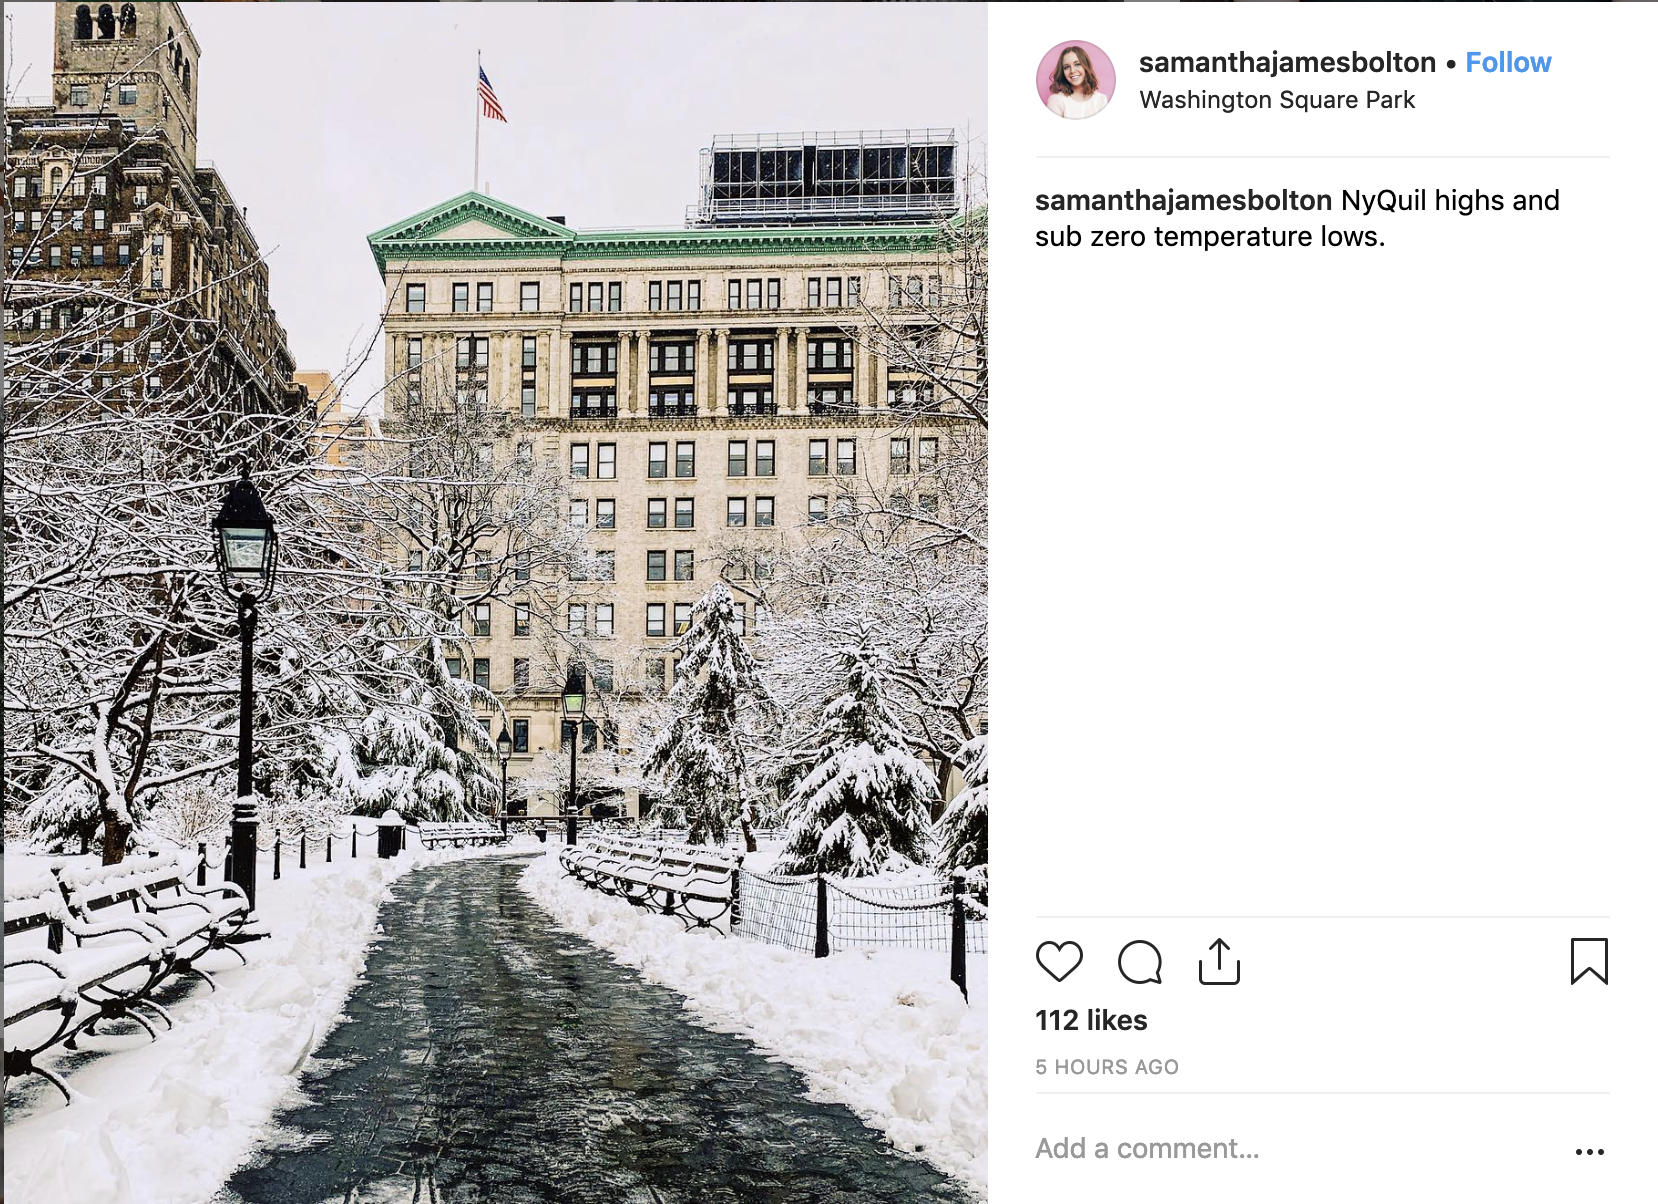 samanthajamesbolton • Follow
Washington Square Park
samanthajamesbolton NyQuil highs and
sub zero temperature lows.
112 likes
5 HOURS AGO
Add a comment...